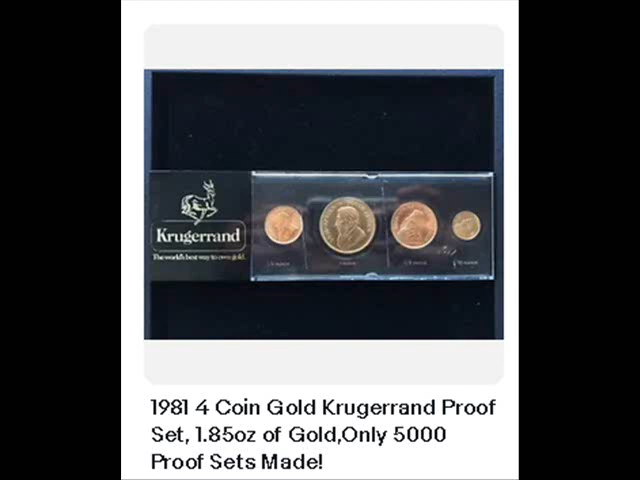 Krugerrand
The world's best way to own gold.
1981 4 Coin Gold Krugerrand Proof
Set, 1.85oz of Gold,Only 5000
Proof Sets Made!